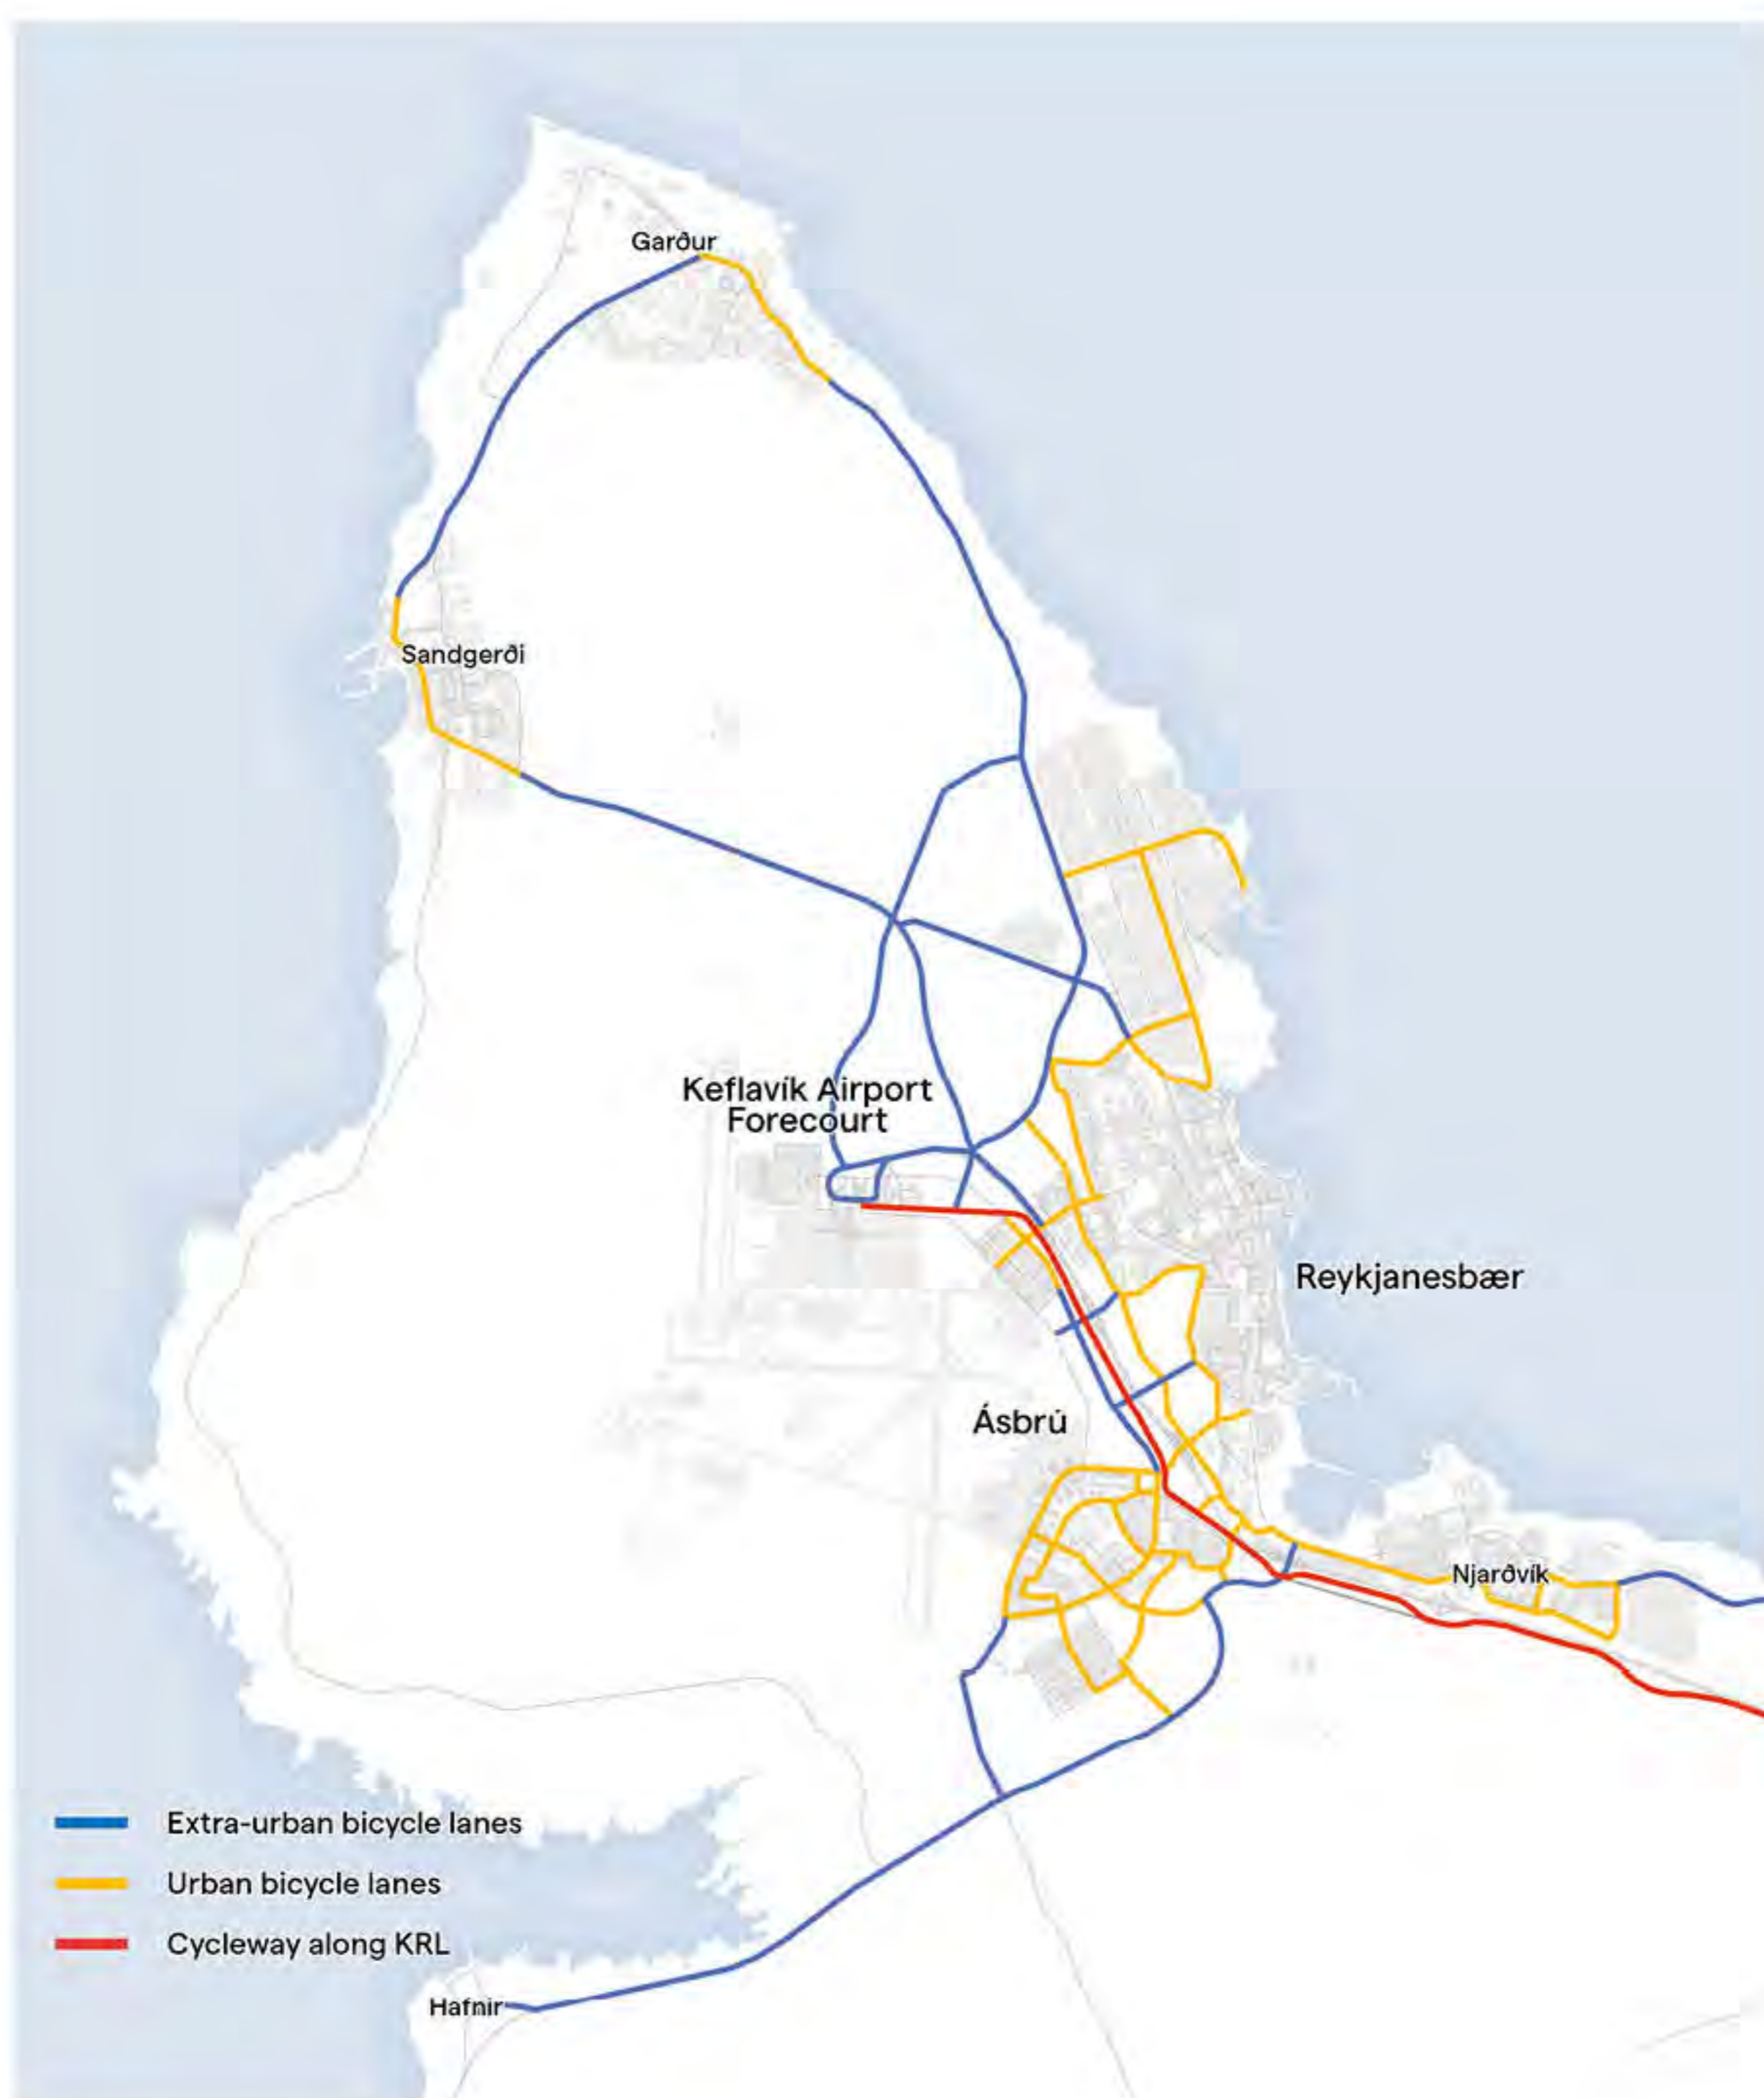 Garður
Sandgerði
Keflavík Airport
Forecourt
Reykjanesbær
Ásbrú
Njarðvík
Extra-urban bicycle lanes
Urban bicycle lanes
Cycleway along KRL
Hafnir